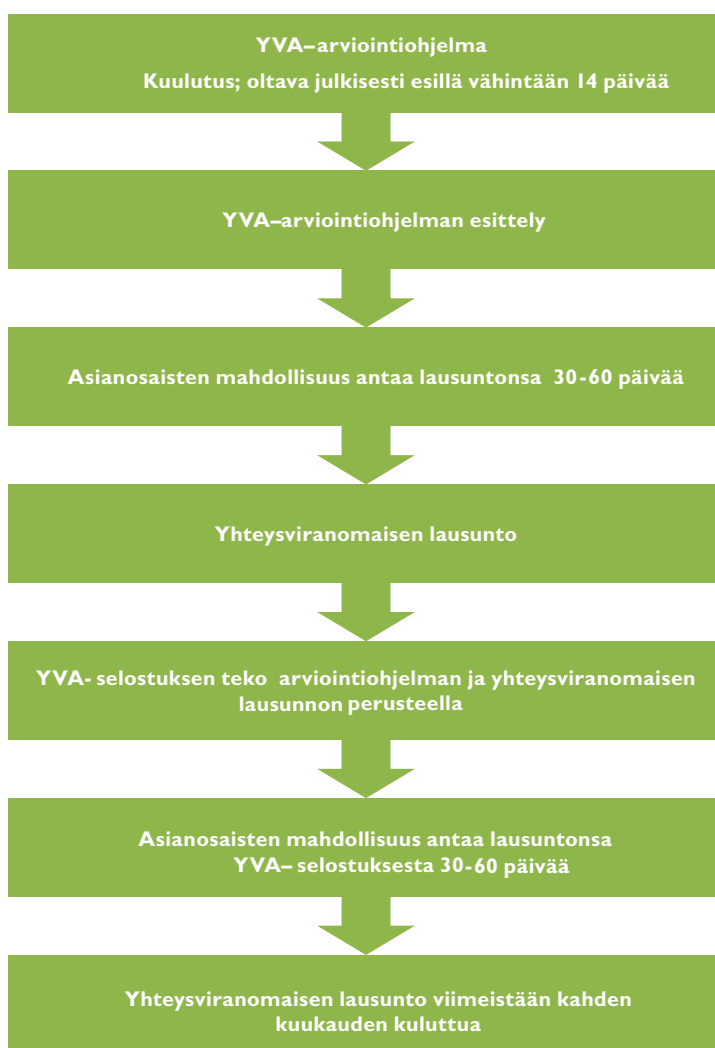 YVA–arviointiohjelma
Kuulutus; oltava julkisesti esillä vähintään 14 päivää
YVA–arviointiohjelman esittely
Asianosaisten mahdollisuus antaa lausuntonsa 30-60 päivää
Yhteysviranomaisen lausunto
YVA- selostuksen teko arviointiohjelman ja yhteysviranomaisen
lausunnon perusteella
Asianosaisten mahdollisuus antaa lausuntonsa
YVA– selostuksesta 30-60 päivää
Yhteysviranomaisen lausunto viimeistään kahden
kuukauden kuluttua